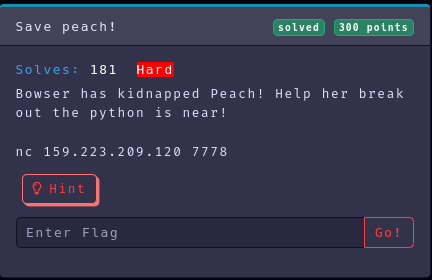 Save peach! solved 300 points
Solves: 181 Hard
Bowser has kidnapped Peach! Help her break
out the python is near!
nc 159.223.209.120 7778
Hint
Enter Flag Go!